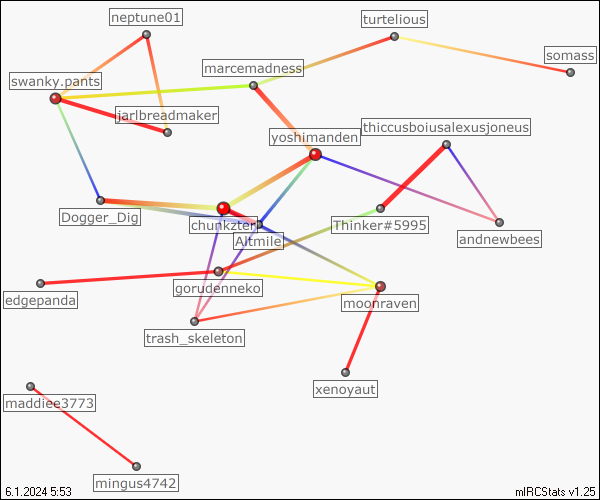 neptune01
turtelious
somass
marcemadness
swanky.pants
jarlbreadmaker
thiccusboiusalexusjoneus
yoshimanden
Dogger_Dig
chunkzter
Thinker#5995
Altmile
andnewbees
gorudenneko
edgepanda
moonraven
trash_skeleton
xenoyaut
maddiee3773
mingus4742
6.1.2024 5:53
mIRCStats v1.25